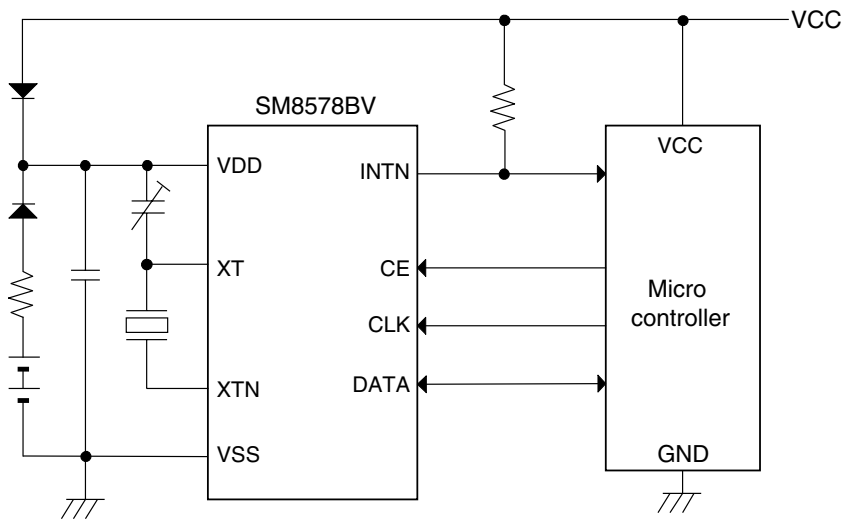 VCC
SM8578BV
VDD
INTN
VCC
XT
CE
Micro
controller
CLK
XTN
DATA
VSS
GND